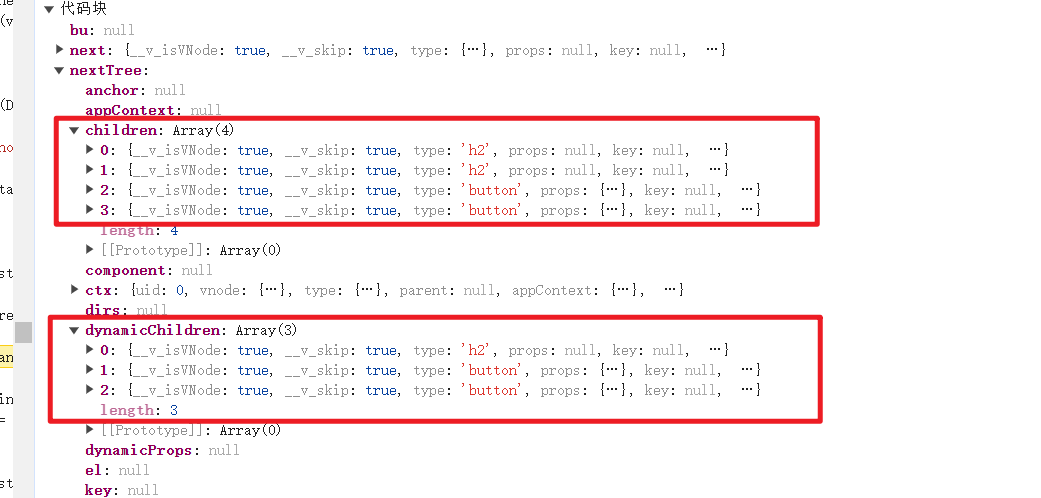 代码块
(v
bu: null
next: {__v_isVNode: true, __v_skip: true, type: {…}, props: null, key: null, …}
nextTree:
anchor: null
(D
appContext: null
children: Array(4)
no
0: {__v_isVNode: true, __v_skip: true, type: 'h2', props: null, key: null, …}
1: {__v_isVNode: true, __v_skip: true, type: 'h2', props: null, key: null, …}
ta
2: {__v_isVNode: true, __v_skip: true, type: 'button', props: {…}, key: null, …}
3: {__v_isVNode: true, __v_skip: true, type: 'button', props: {…}, key: null, …}
length: 4
[[Prototype]]: Array(0)
st
component: null
ctx: {uid: 0, vnode: {…}, type: {…}, parent: null, appContext: {…}, …}
re
dirs: null
dynamicChildren: Array(3)
an
0: {__v_isVNode: true, __v_skip: true, type: 'h2', props: null, key: null, …}
1: {__v_isVNode: true, __v_skip: true, type: 'button', props: {…}, key: null, …}
in
2: {__v_isVNode: true, __v_skip: true, type: 'button', props: {…}, key: null, …}
=
length: 3
[[Prototype]]: Array(0)
dynamicProps: null
el: null
st
key: null